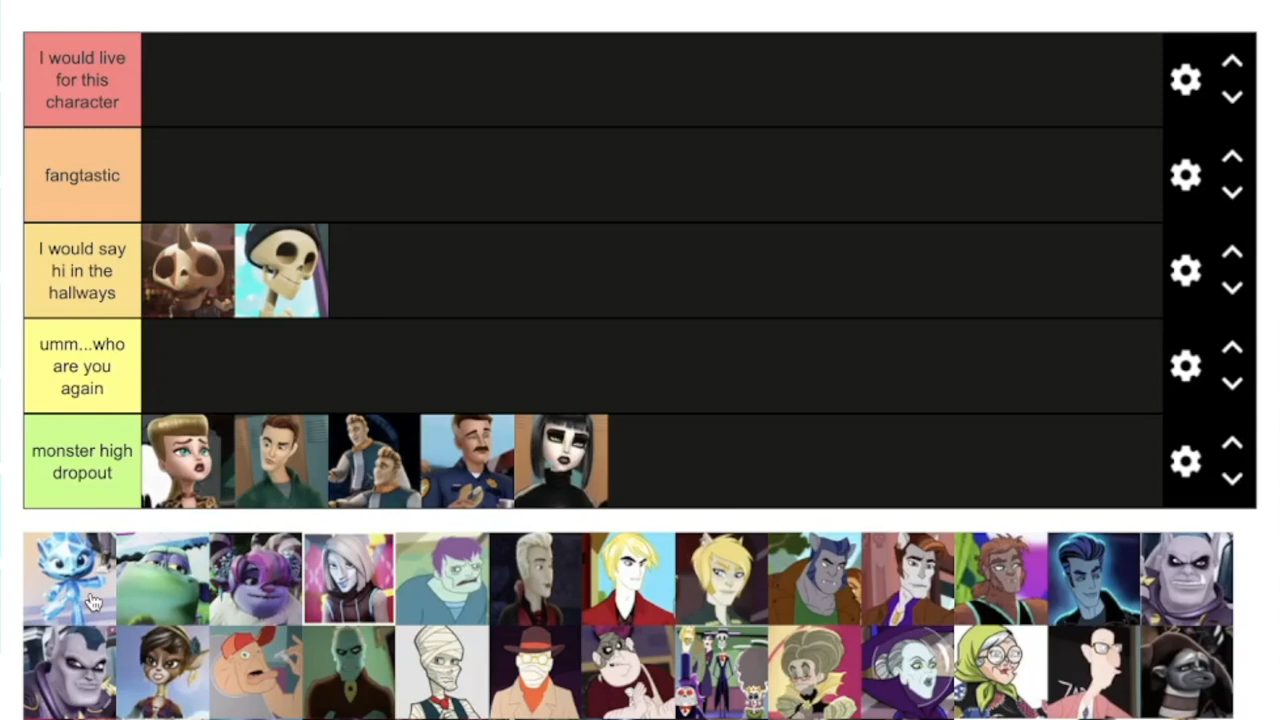 I would live
for this
character
fangtastic
I would say
hi in the
hallways
umm...who
are you
again
monster high
dropout